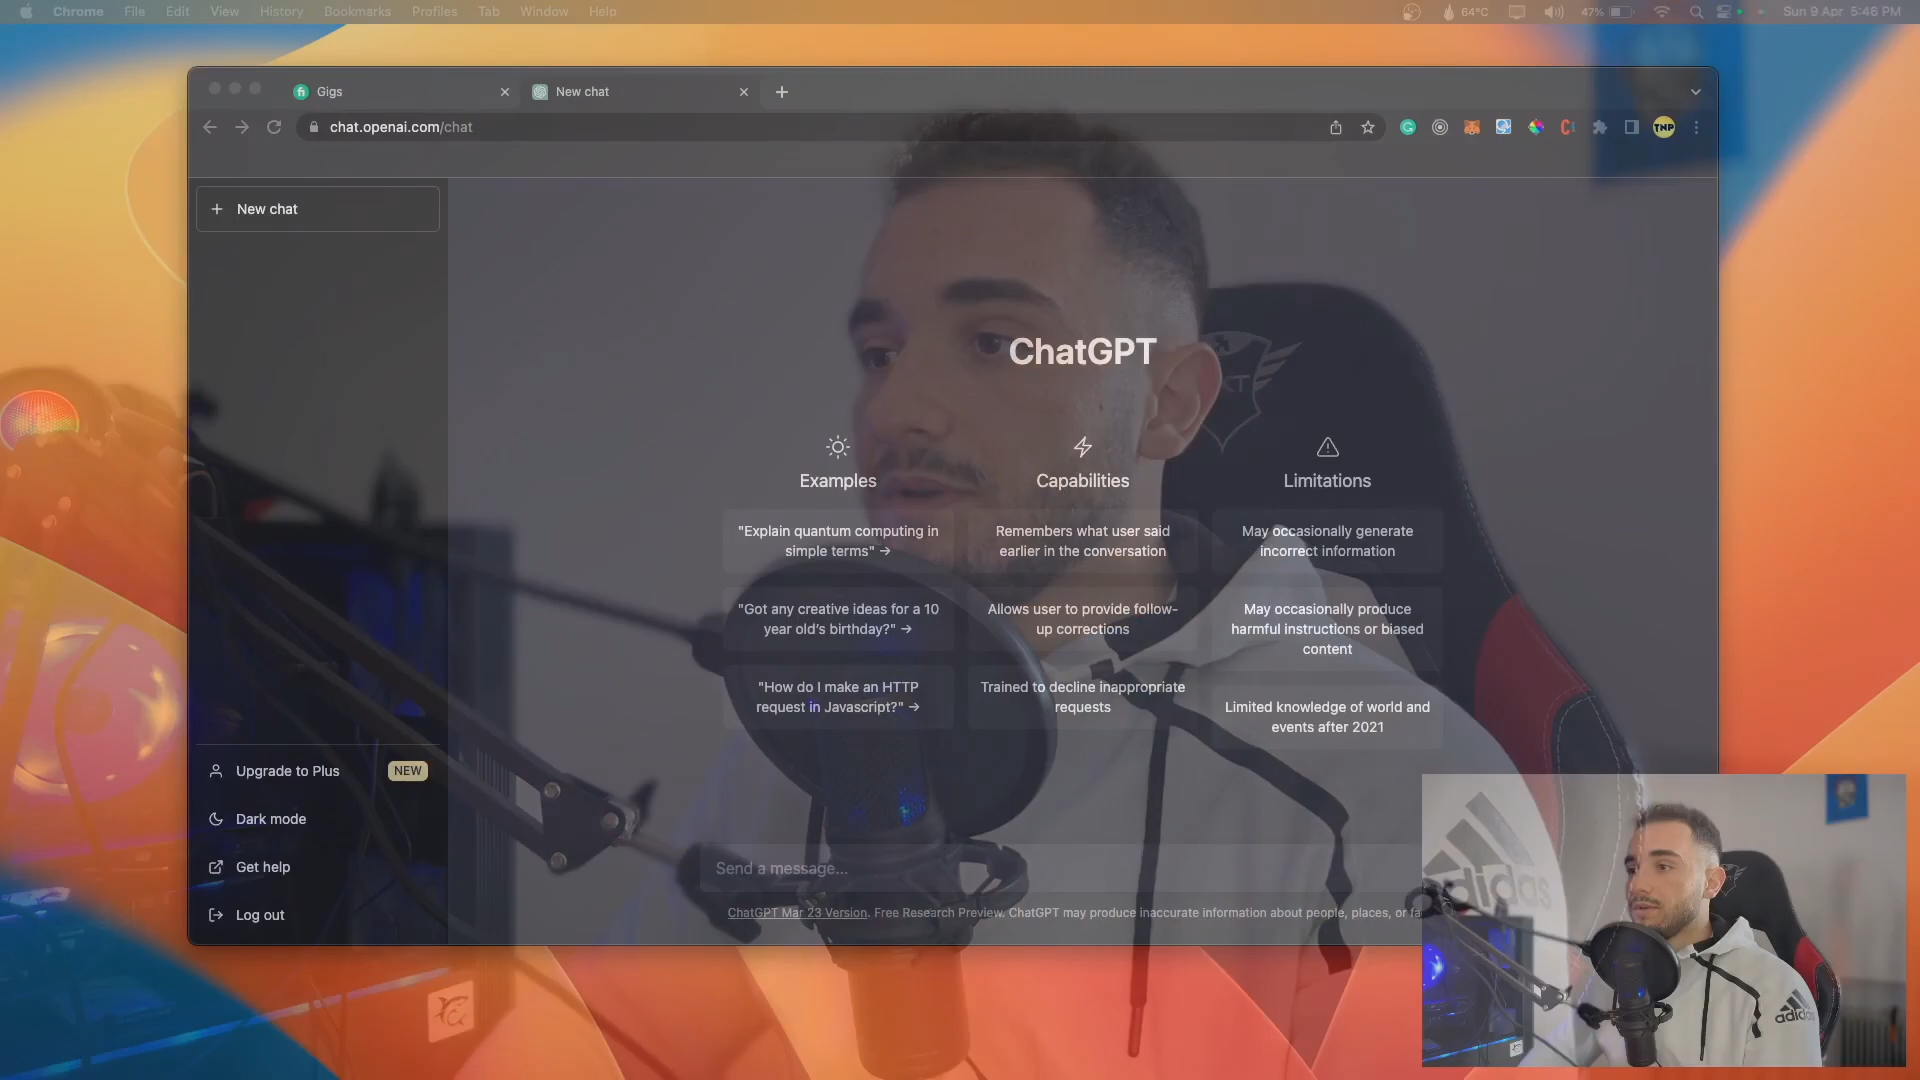 Chrome File Edit View History Bookmarks Profiles Tab Window Help
64°C 47% Sun 9 Apr 5:46 PM
Gigs New chat
chat.openai.com/chat
TNP
New chat
ChatGPT
Examples
"Explain quantum computing in
simple terms" →
"Got any creative ideas for a 10
year old's birthday?" →
"How do I make an HTTP
request in Javascript?" →
Capabilities
Remembers what user said
earlier in the conversation
Allows user to provide follow-
up corrections
Trained to decline inappropriate
requests
Limitations
May occasionally generate
incorrect information
May occasionally produce
harmful instructions or biased
content
Limited knowledge of world and
events after 2021
Upgrade to Plus NEW
Dark mode
Get help
Log out
Send a message...
ChatGPT Mar 23 Version. Free Research Preview. ChatGPT may produce inaccurate information about people, places, or
adidas
adidas